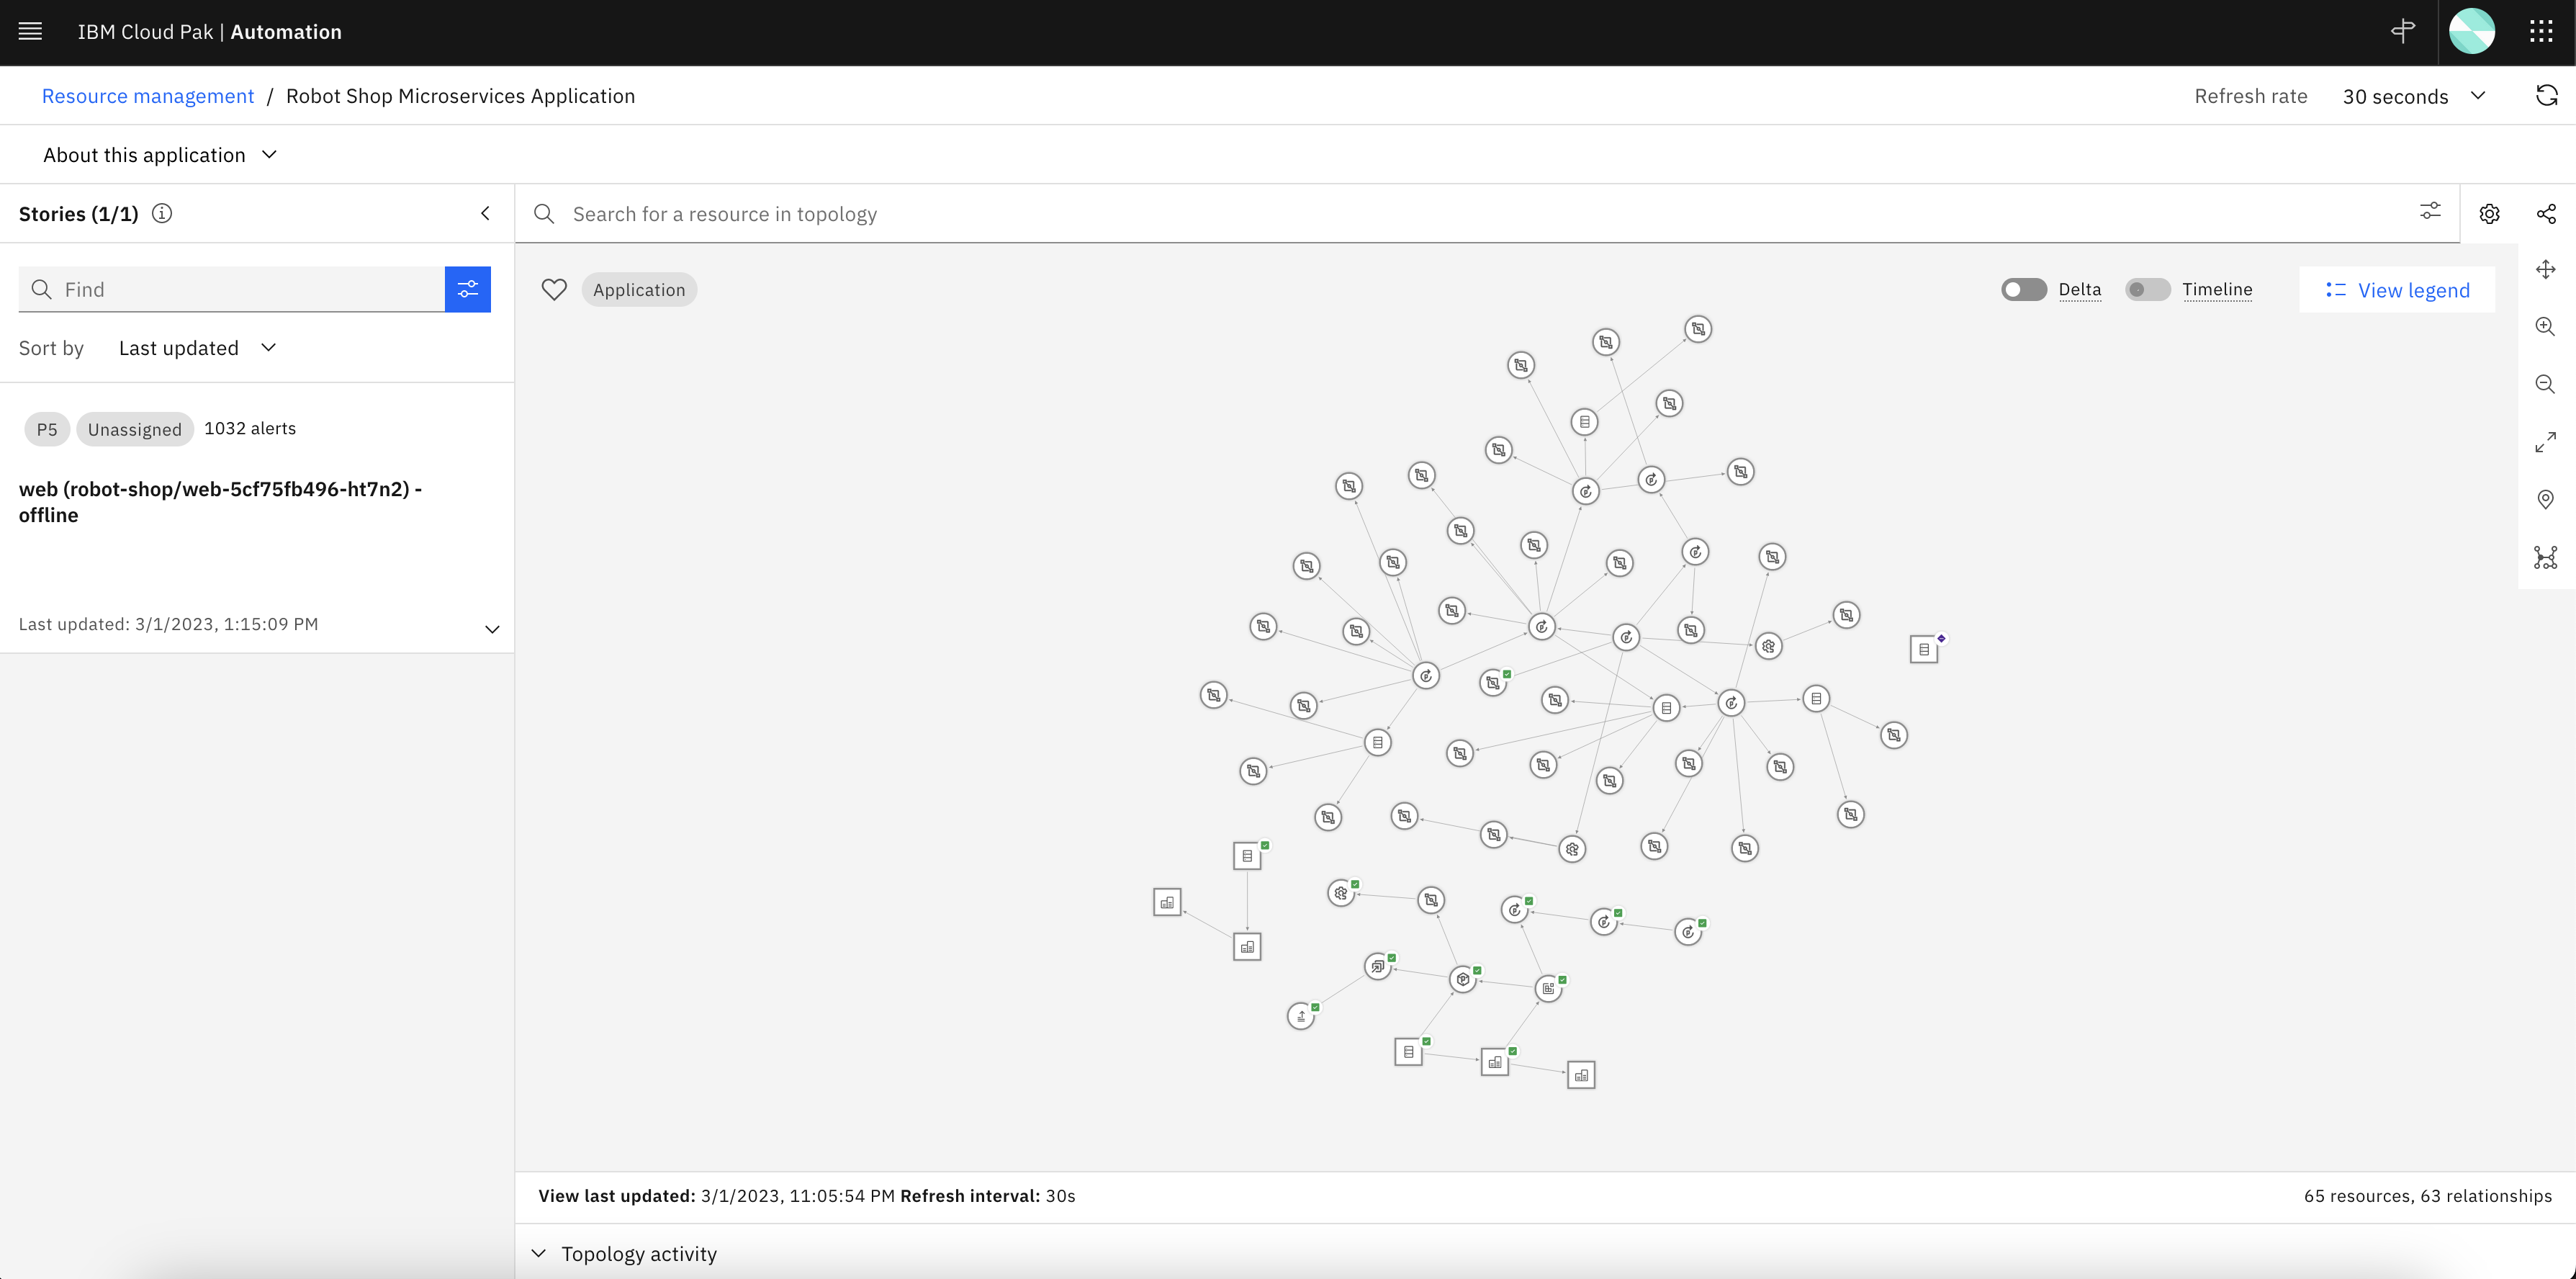 IBM Cloud Pak | Automation
Resource management / Robot Shop Microservices Application
Refresh rate 30 seconds
About this application
Stories (1/1)
Search for a resource in topology
Find
Application
Delta
Timeline
View legend
Sort by Last updated
P5 Unassigned 1032 alerts
web (robot-shop/web-5cf75fb496-ht7n2) -
offline
Last updated: 3/1/2023, 1:15:09 PM
View last updated: 3/1/2023, 11:05:54 PM Refresh interval: 30s
65 resources, 63 relationships
Topology activity